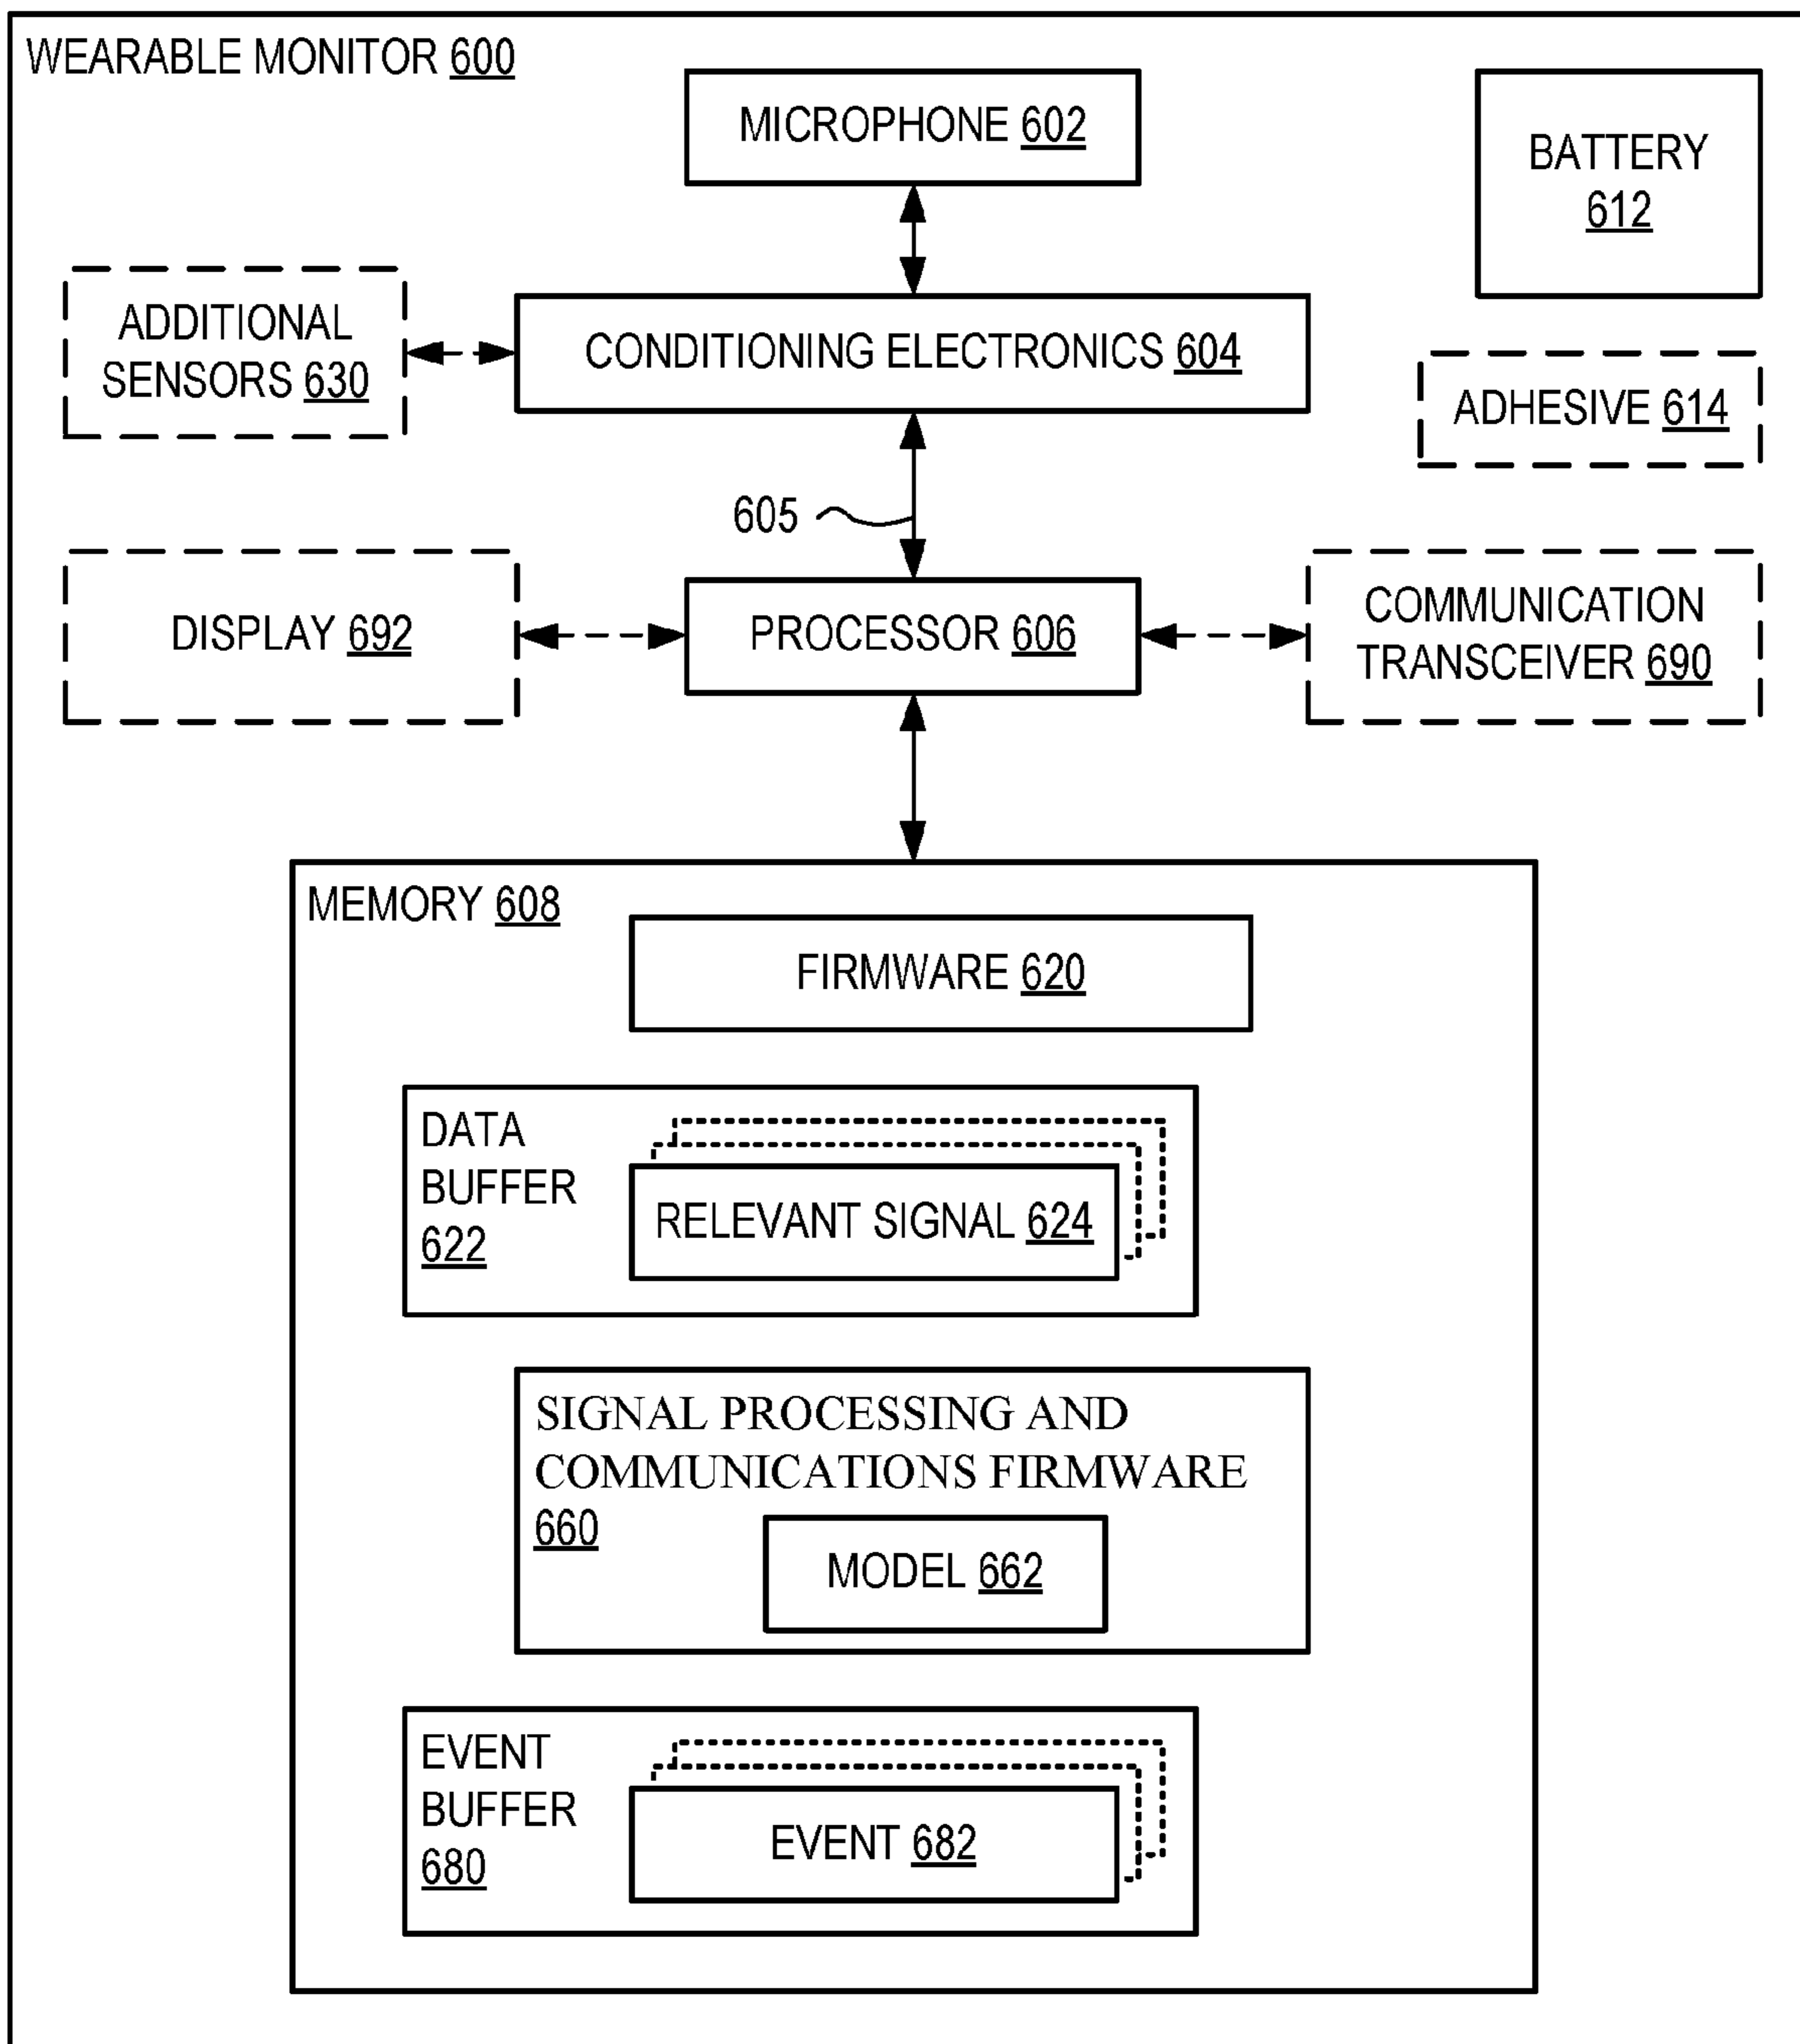 WEARABLE MONITOR 600
MICROPHONE 602
BATTERY
612
ADDITIONAL
SENSORS 630
CONDITIONING ELECTRONICS 604
ADHESIVE 614
605
DISPLAY 692
PROCESSOR 606
COMMUNICATION
TRANSCEIVER 690
MEMORY 608
FIRMWARE 620
DATA
BUFFER
622
RELEVANT SIGNAL 624
SIGNAL PROCESSING AND
COMMUNICATIONS FIRMWARE
660
MODEL 662
EVENT
BUFFER
680
EVENT 682